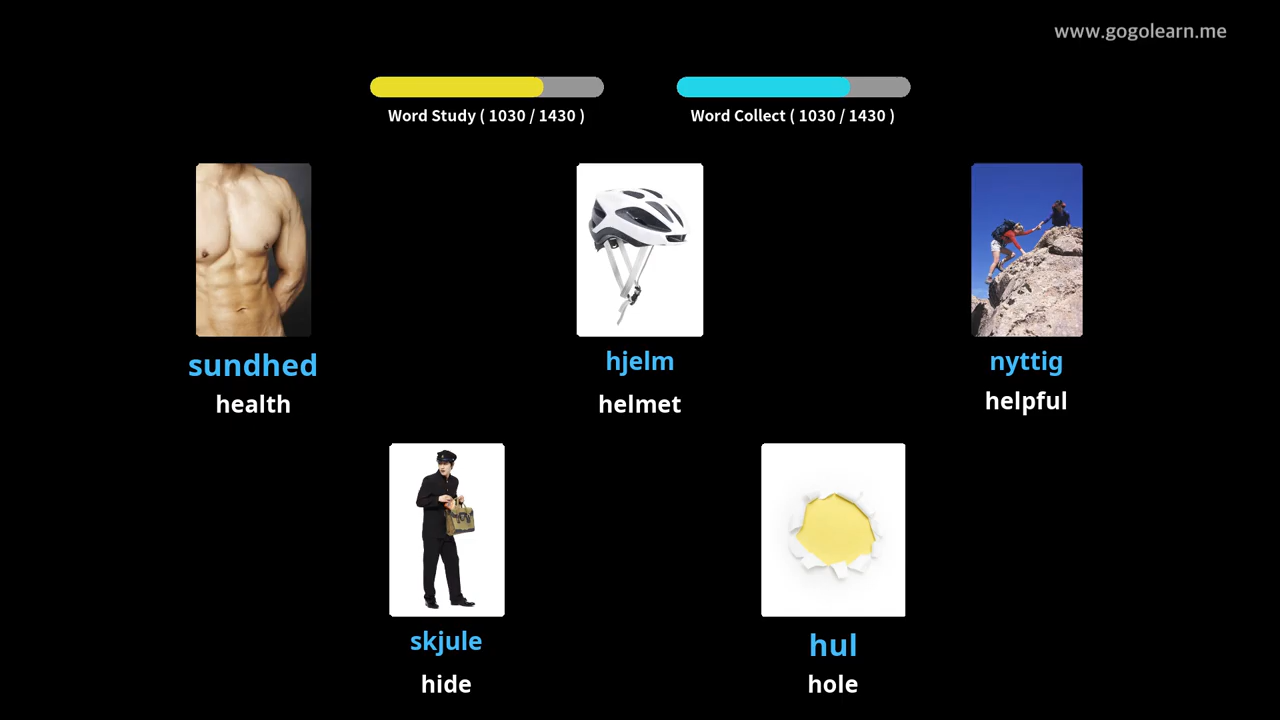 www.gogolearn.me
Word Study ( 1030 / 1430 )
Word Collect ( 1030 / 1430 )
sundhed
health
hjelm
helmet
nyttig
helpful
skjule
hide
hul
hole